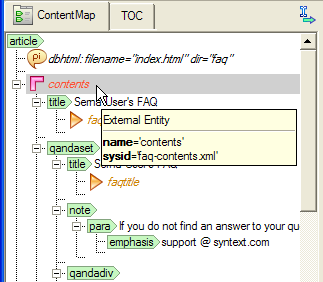 ContentMap TOC
article
pi dbhtml: filename="index.html" dir="faq"
contents
title Serna User's FAQ
External Entity
name='contents'
sysid='faq-contents.xml'
qandaset
title
faqtitle
note
para If you do not find an answer to your qu
emphasis support @ syntext.com
qandadiv